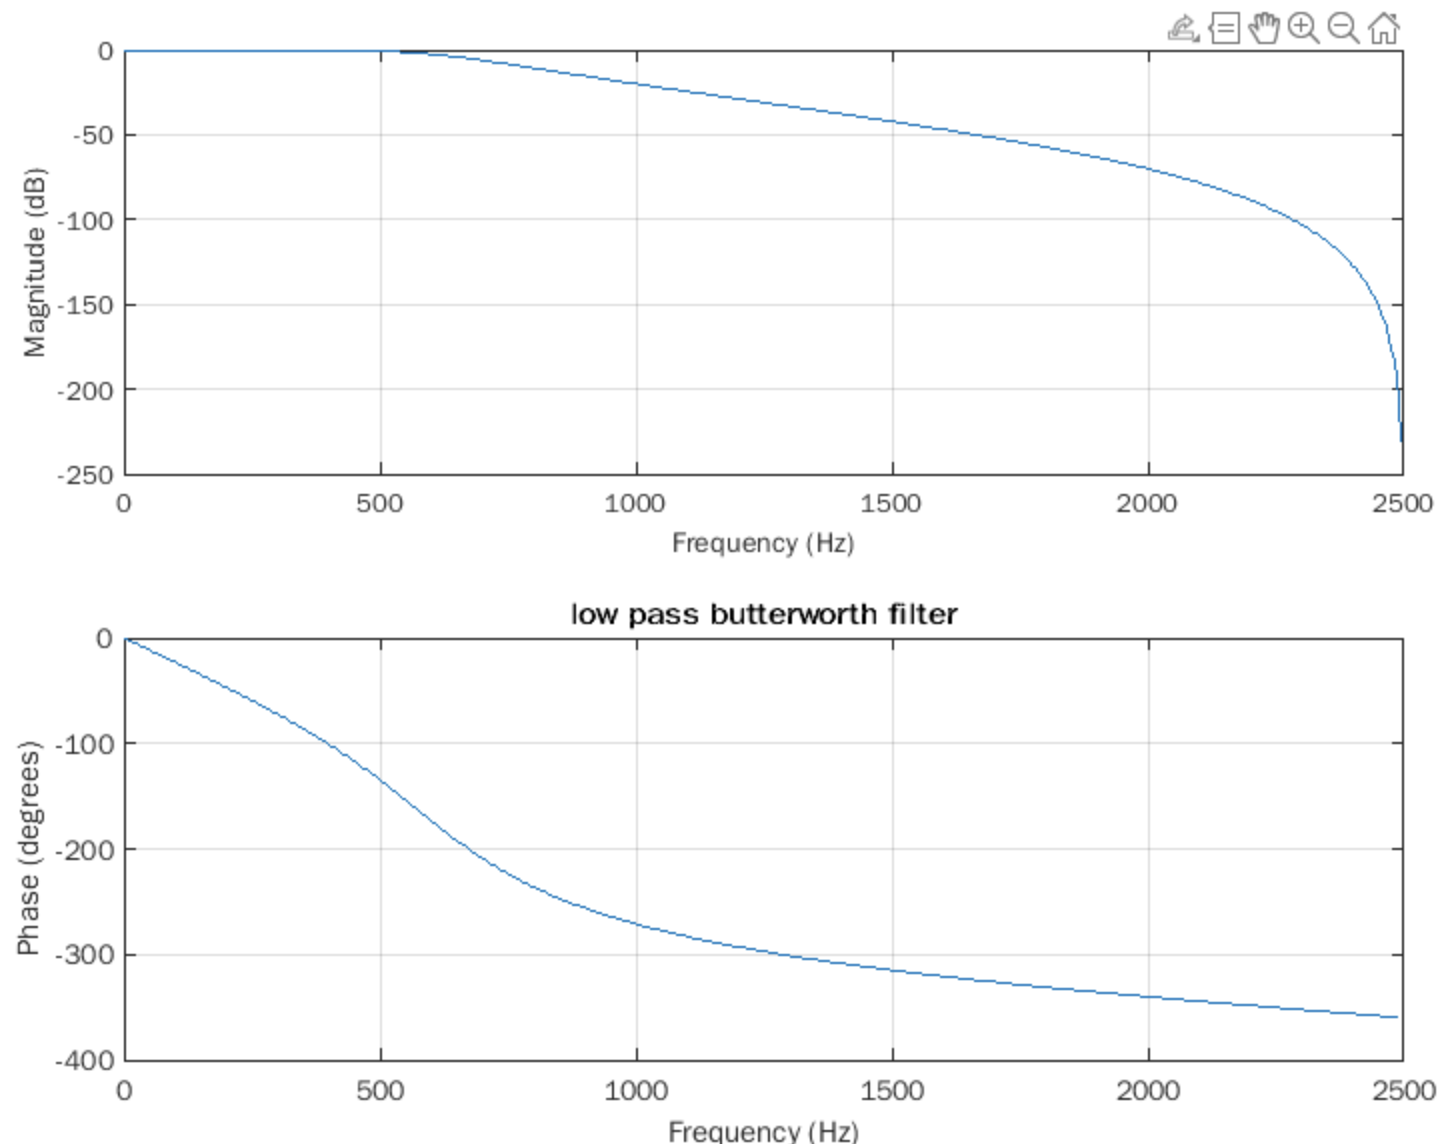 0
-50
-100
-150
-200
-250
Magnitude (dB)
0 500 1000 1500 2000 2500
Frequency (Hz)
low pass butterworth filter
0
-100
-200
-300
-400
Phase (degrees)
0 500 1000 1500 2000 2500
Frequency (Hz)